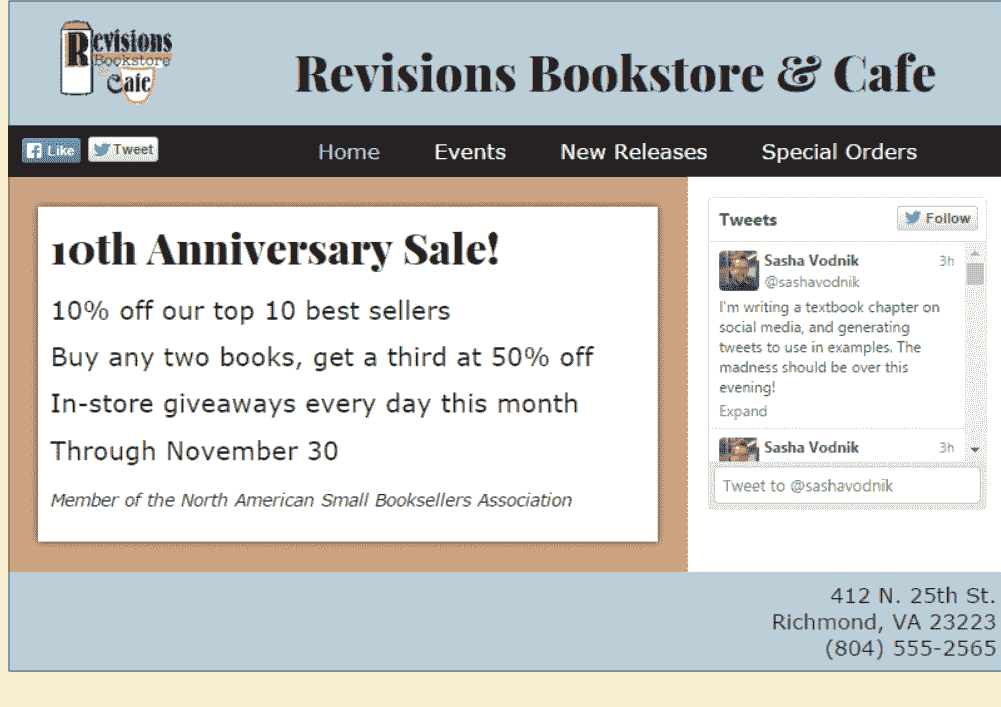 Revisions
Bookstore
Cafe
Revisions Bookstore & Cafe
Like
Tweet
Home
Events
New Releases
Special Orders
10th Anniversary Sale!
10% off our top 10 best sellers
Buy any two books, get a third at 50% off
In-store giveaways every day this month
Through November 30
Member of the North American Small Booksellers Association
Tweets
Follow
Sasha Vodnik 3h
@sashavodnik
I'm writing a textbook chapter on
social media, and generating
tweets to use in examples. The
madness should be over this
evening!
Expand
Sasha Vodnik 3h
Tweet to @sashavodnik
412 N. 25th St.
Richmond, VA 23223
(804) 555-2565